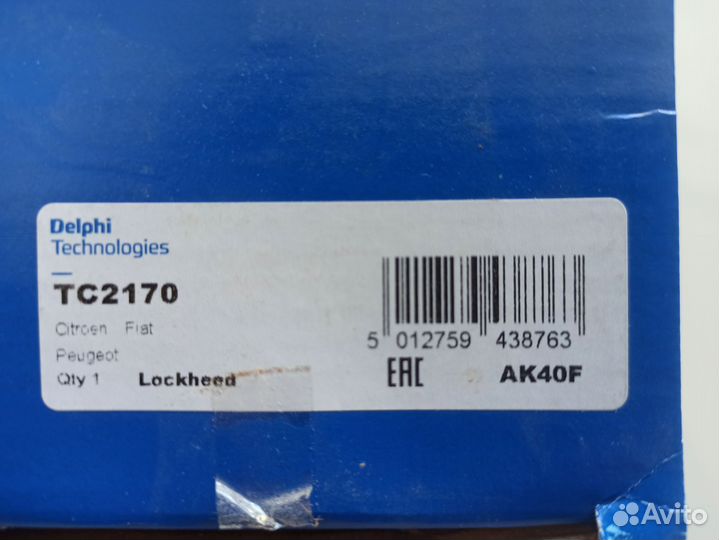 Delphi
Technologies
TC2170
Citroen Fiat
Peugeot
Qty 1 Lockheed
5 012759 438763
EAC AK40F
Avito